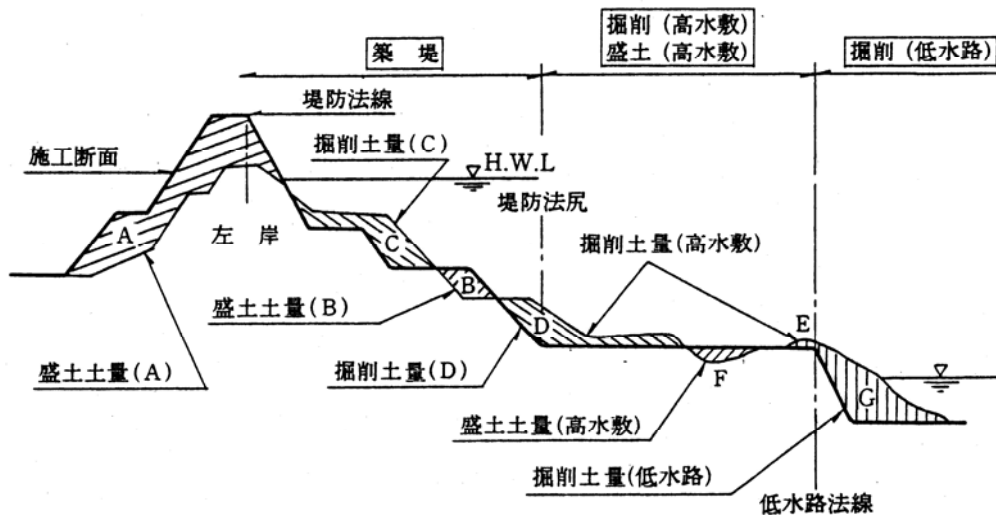 築 堤
掘削 (高水敷)
盛土 (高水敷)
掘削 (低水路)
堤防法線
掘削土量(C)
施工断面
H.W.L
堤防法尻
A
左 岸
C
掘削土量(高水敷)
B
盛土土量(B)
D
E
F
G
盛土土量(A)
掘削土量(D)
盛土土量(高水敷)
掘削土量(低水路)
低水路法線